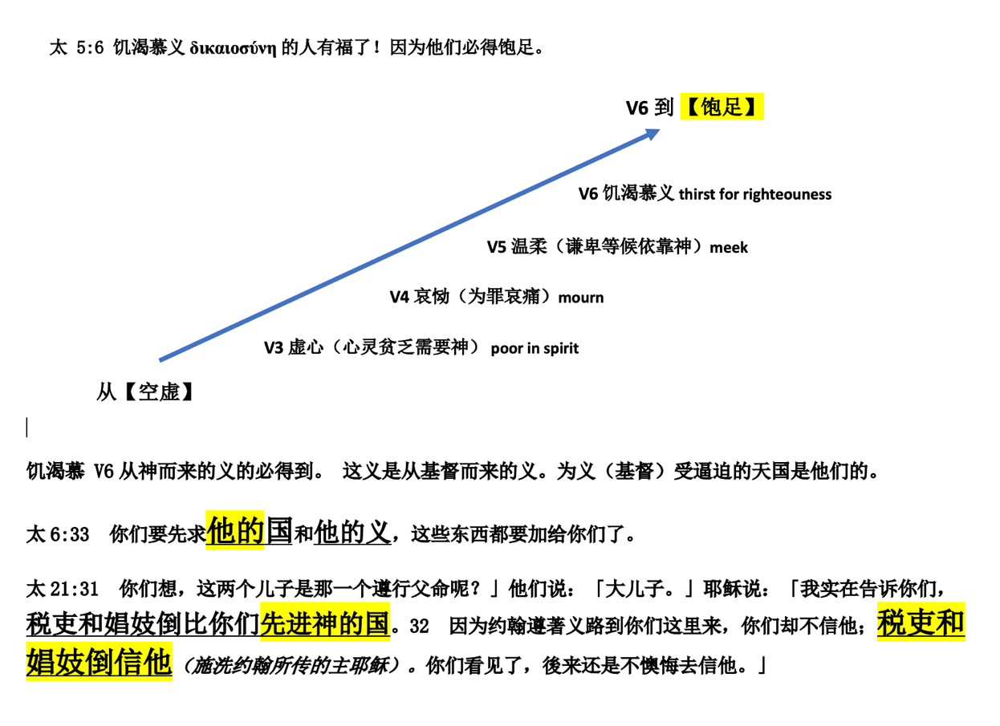 太 5:6 饥渴慕义 δικαιοσύνη 的人有福了！因为他们必得饱足。
V6 到 【饱足】
V6 饥渴慕义 thirst for righteouness
V5 温柔（谦卑等候依靠神）meek
V4 哀恸（为罪哀痛）mourn
V3 虚心（心灵贫乏需要神） poor in spirit
从【空虚】
饥渴慕 V6 从神而来的义的必得到。 这义是从基督而来的义。为义（基督）受逼迫的天国是他们的。
太 6:33 你们要先求他的国和他的义，这些东西都要加给你们了。
太 21:31 你们想，这两个儿子是那一个遵行父命呢？」他们说：「大儿子。」耶稣说：「我实在告诉你们，
税吏和娼妓倒比你们先进神的国。32 因为约翰遵著义路到你们这里来，你们却不信他；税吏和
娼妓倒信他（施洗约翰所传的主耶稣）。你们看见了，後来还是不懊悔去信他。」